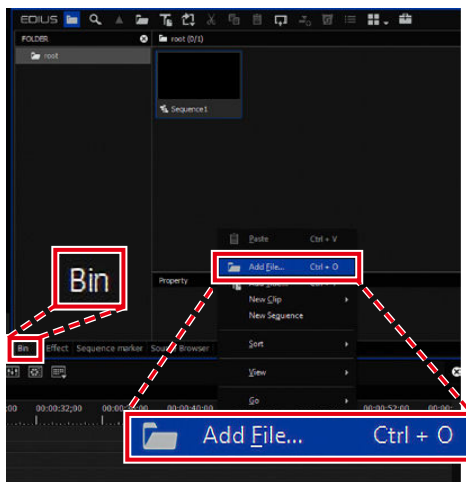 EDIUS
FOLDER
root (0/1)
root
Sequence1
Paste Ctrl + V
Bin
Add File... Ctrl + O
Property
New Clip
New Sequence
Bin Effect Sequence marker Source Browser
Sort
View
Go
00:00:32;00 00:00:40;00 00:00:52;00
Add File... Ctrl + O